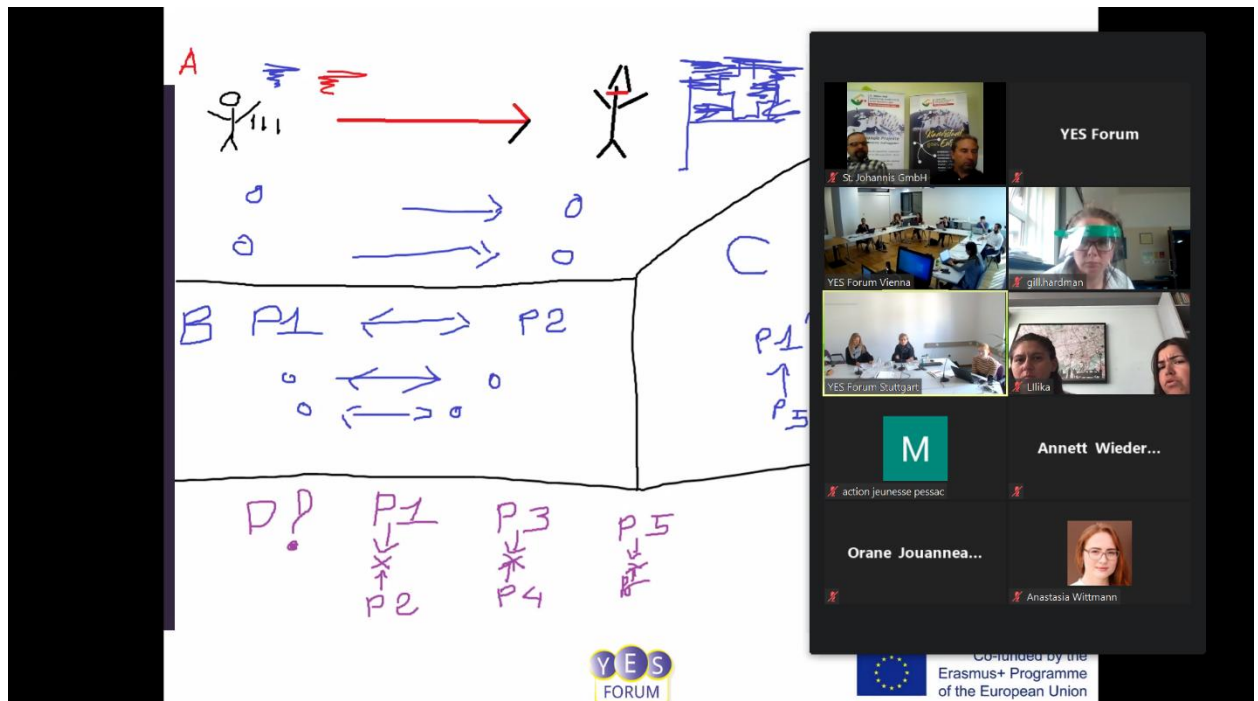 A
C
B P1 P2
P1
P5
D? P1 P3 P.5
P2 P4
St. Johannis GmbH
YES Forum
YES Forum Vienna
gill.hardman
YES Forum Stuttgart
Lllika
M
action jeunesse pessac
Annett Wieder...
Orane Jouannea...
Anastasia Wittmann
YES
FORUM
Co-funded by the
Erasmus+ Programme
of the European Union